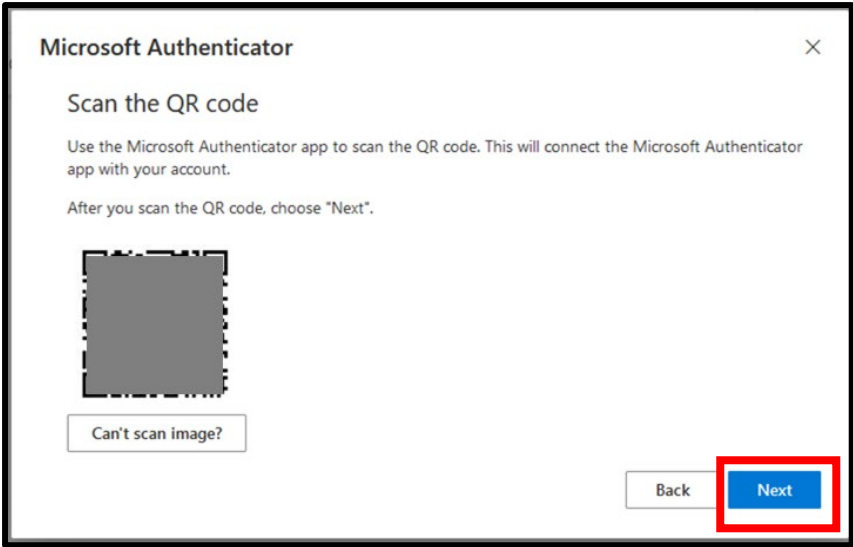 Microsoft Authenticator
Scan the QR code
Use the Microsoft Authenticator app to scan the QR code. This will connect the Microsoft Authenticator
app with your account.
After you scan the QR code, choose "Next".
Can't scan image?
Back
Next